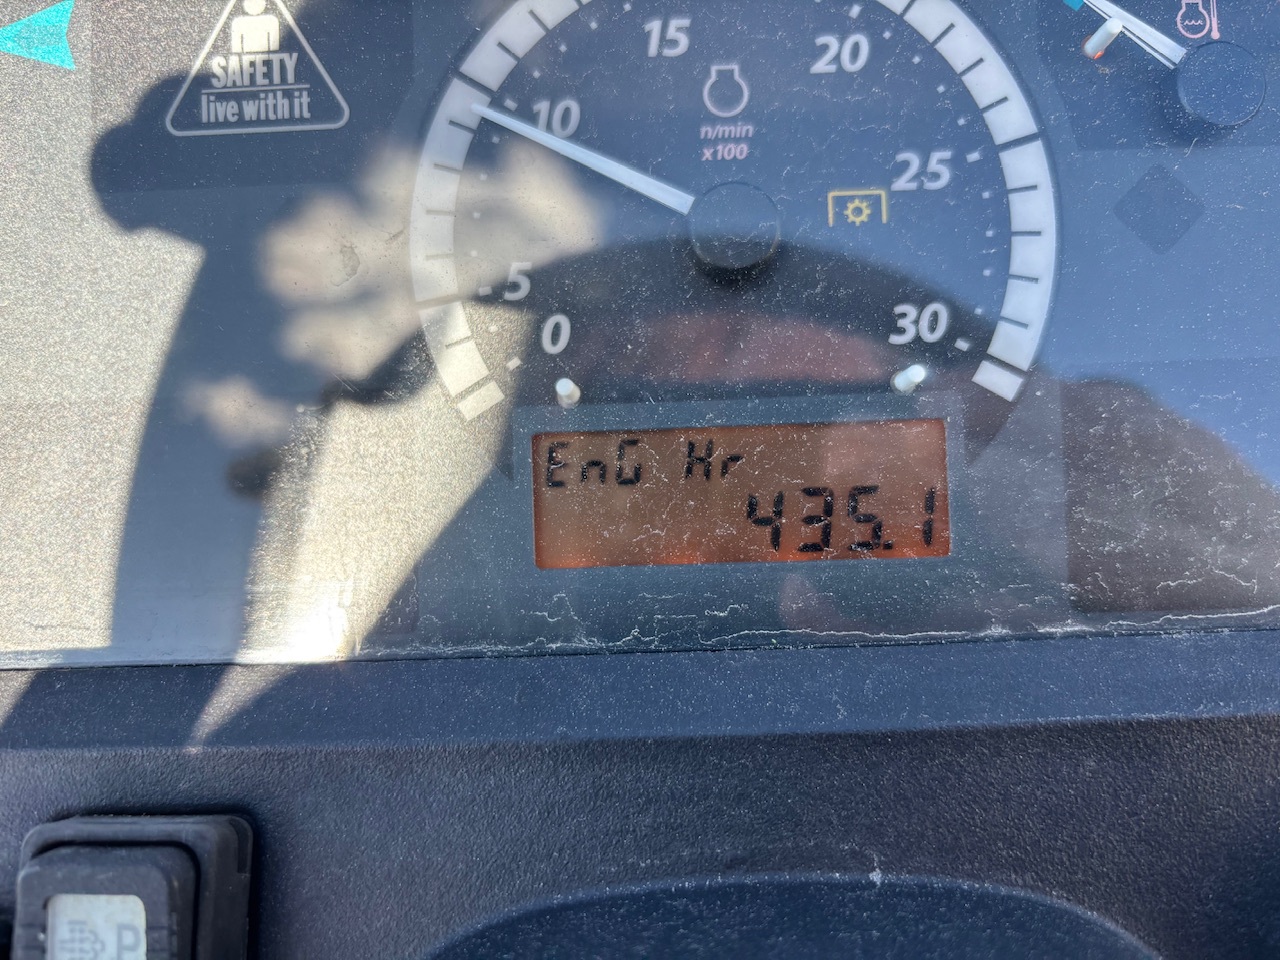 SAFETY
live with it
15
20
10
n/min
x100
25
5
0
30
EnG Hr
435.1
P